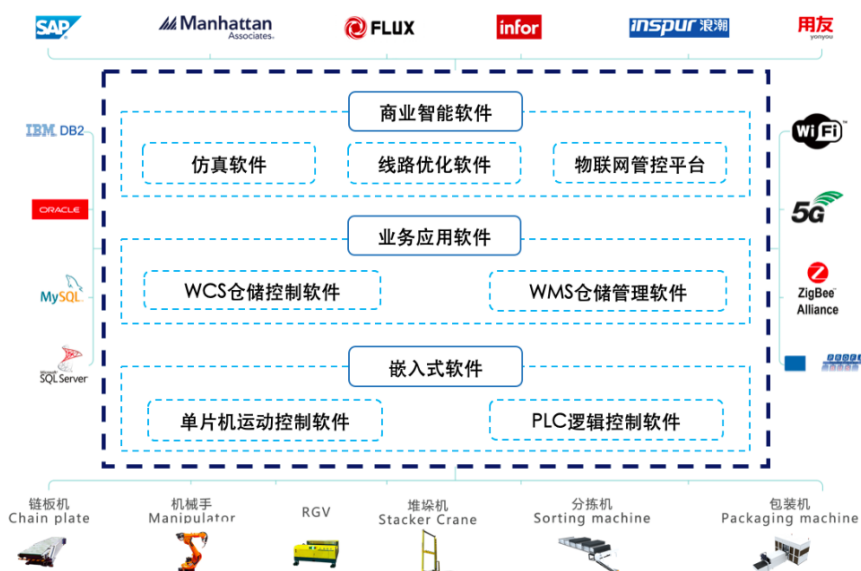 SAP
Manhattan
Associates
FLUX
infor
inspur 浪潮
用友
yonyou
商业智能软件
仿真软件
线路优化软件
物联网管控平台
业务应用软件
WCS仓储控制软件
WMS仓储管理软件
嵌入式软件
单片机运动控制软件
PLC逻辑控制软件
IBM DB2
ORACLE
MySQL
Microsoft
SQL Server
Wi Fi
5G
ZigBee
Alliance
链板机
Chain plate
机械手
Manipulator
RGV
堆垛机
Stacker Crane
分拣机
Sorting machine
包装机
Packaging machine